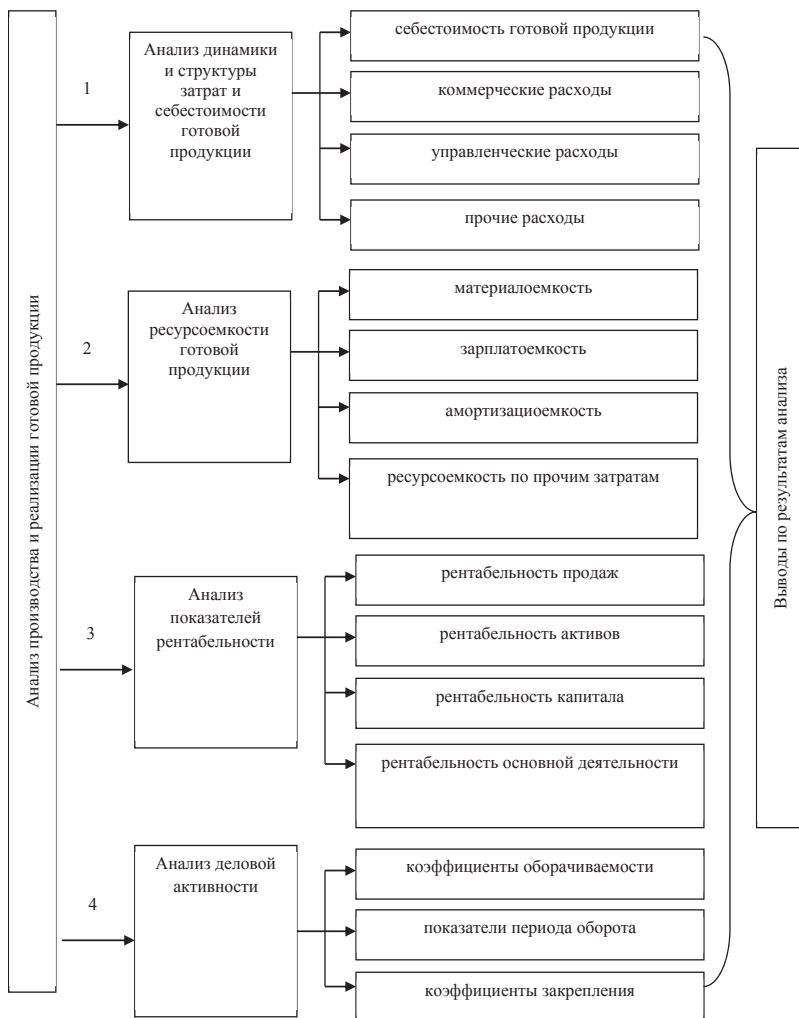 Анализ производства и реализации готовой продукции
1
Анализ динамики
и структуры
затрат и
себестоимости
готовой
продукции
себестоимость готовой продукции
коммерческие расходы
управленческие расходы
прочие расходы
2
Анализ
ресурсоемкости
готовой
продукции
материалоемкость
зарплатоемкость
амортизациоемкость
ресурсоемкость по прочим затратам
3
Анализ
показателей
рентабельности
рентабельность продаж
рентабельность активов
рентабельность капитала
рентабельность основной деятельности
4
Анализ деловой
активности
коэффициенты оборачиваемости
показатели периода оборота
коэффициенты закрепления
Выводы по результатам анализа